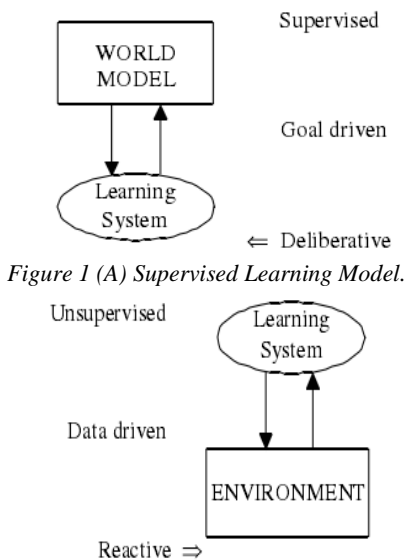 Supervised
WORLD
MODEL
Goal driven
Learning
System
⇐ Deliberative
Figure 1 (A) Supervised Learning Model.
Unsupervised
Learning
System
Data driven
ENVIRONMENT
Reactive ⇒